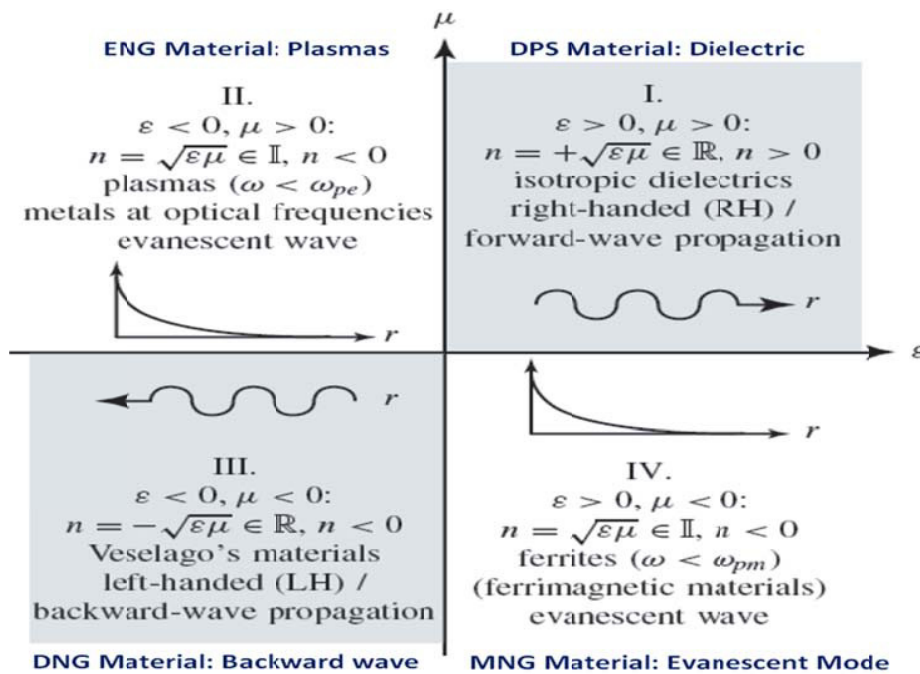 μ
ENG Material: Plasmas
DPS Material: Dielectric
II.
ε < 0, μ > 0:
n = √εμ ∈ 𝕀, n < 0
plasmas (ω < ωpe)
metals at optical frequencies
evanescent wave
r
I.
ε > 0, μ > 0:
n = +√εμ ∈ ℝ, n > 0
isotropic dielectrics
right-handed (RH) /
forward-wave propagation
r
ε
r
III.
ε < 0, μ < 0:
n = −√εμ ∈ ℝ, n < 0
Veselago's materials
left-handed (LH) /
backward-wave propagation
DNG Material: Backward wave
r
IV.
ε > 0, μ < 0:
n = √εμ ∈ 𝕀, n < 0
ferrites (ω < ωpm)
(ferrimagnetic materials)
evanescent wave
MNG Material: Evanescent Mode